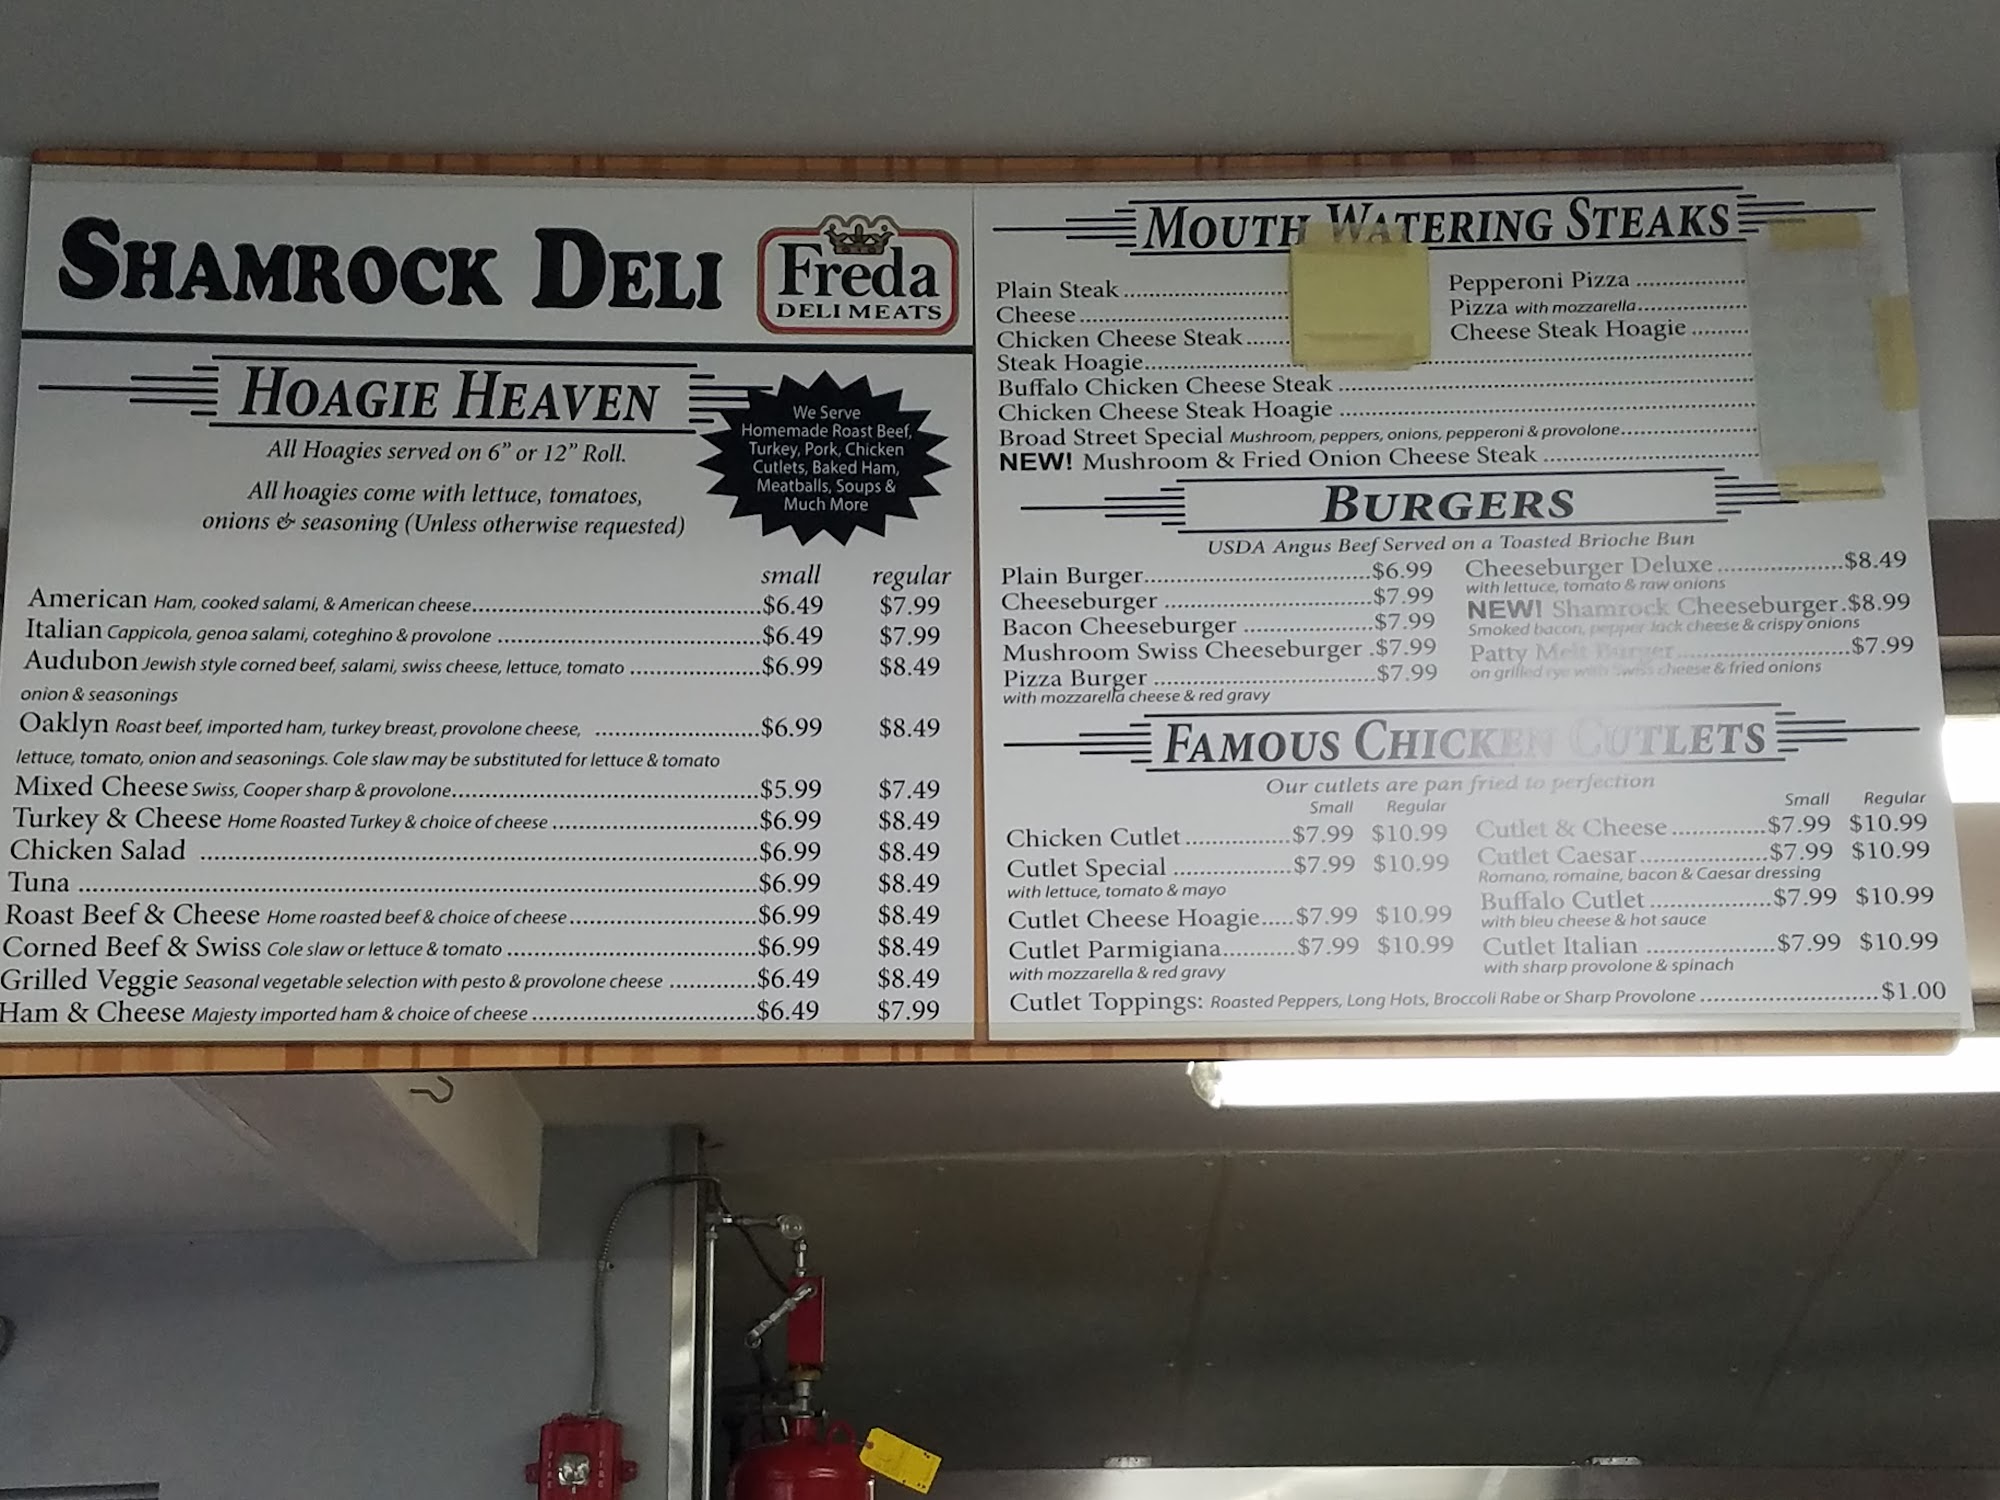 SHAMROCK DELI
Freda
DELI MEATS
HOAGIE HEAVEN
All Hoagies served on 6” or 12” Roll.
All hoagies come with lettuce, tomatoes,
onions & seasoning (Unless otherwise requested)
We Serve
Homemade Roast Beef,
Turkey, Pork, Chicken
Cutlets, Baked Ham,
Meatballs, Soups &
Much More
small regular
American Ham, cooked salami, & American cheese $6.49 $7.99
Italian Cappicola, genoa salami, coteghino & provolone $6.49 $7.99
Audubon Jewish style corned beef, salami, swiss cheese, lettuce, tomato $6.99 $8.49
onion & seasonings
Oaklyn Roast beef, imported ham, turkey breast, provolone cheese, $6.99 $8.49
lettuce, tomato, onion and seasonings. Cole slaw may be substituted for lettuce & tomato
Mixed Cheese Swiss, Cooper sharp & provolone $5.99 $7.49
Turkey & Cheese Home Roasted Turkey & choice of cheese $6.99 $8.49
Chicken Salad $6.99 $8.49
Tuna $6.99 $8.49
Roast Beef & Cheese Home roasted beef & choice of cheese $6.99 $8.49
Corned Beef & Swiss Cole slaw or lettuce & tomato $6.99 $8.49
Grilled Veggie Seasonal vegetable selection with pesto & provolone cheese $6.49 $8.49
Ham & Cheese Majesty imported ham & choice of cheese $6.49 $7.99
MOUTH WATERING STEAKS
Plain Steak
Cheese
Chicken Cheese Steak
Steak Hoagie
Pepperoni Pizza
Pizza with mozzarella
Cheese Steak Hoagie
Buffalo Chicken Cheese Steak
Chicken Cheese Steak Hoagie
Broad Street Special Mushroom, peppers, onions, pepperoni & provolone
NEW! Mushroom & Fried Onion Cheese Steak
BURGERS
USDA Angus Beef Served on a Toasted Brioche Bun
Plain Burger $6.99
Cheeseburger $7.99
Bacon Cheeseburger $7.99
Mushroom Swiss Cheeseburger $7.99
Pizza Burger $7.99
with mozzarella cheese & red gravy
Cheeseburger Deluxe $8.49
with lettuce, tomato & raw onions
NEW! Shamrock Cheeseburger $8.99
Smoked bacon, pepper Jack cheese & crispy onions
Patty Melt Burger $7.99
on grilled rye with Swiss cheese & fried onions
FAMOUS CHICKEN CUTLETS
Our cutlets are pan fried to perfection
Small Regular
Chicken Cutlet $7.99 $10.99
Cutlet Special $7.99 $10.99
with lettuce, tomato & mayo
Cutlet Cheese Hoagie $7.99 $10.99
Cutlet Parmigiana $7.99 $10.99
with mozzarella & red gravy
Small Regular
Cutlet & Cheese $7.99 $10.99
Cutlet Caesar $7.99 $10.99
Romano, romaine, bacon & Caesar dressing
Buffalo Cutlet $7.99 $10.99
with bleu cheese & hot sauce
Cutlet Italian $7.99 $10.99
with sharp provolone & spinach
Cutlet Toppings: Roasted Peppers, Long Hots, Broccoli Rabe or Sharp Provolone $1.00